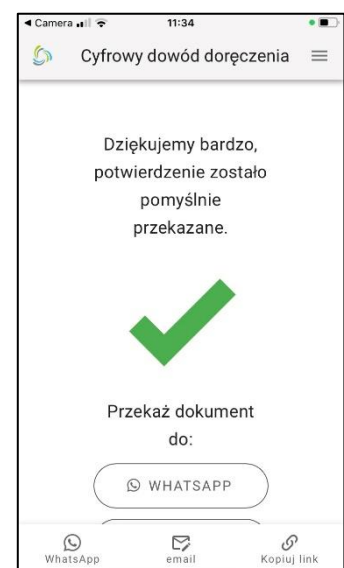 Camera 11:34
Cyfrowy dowód doręczenia
Dziękujemy bardzo,
potwierdzenie zostało
pomyślnie
przekazane.
Przekaż dokument
do:
WHATSAPP
WhatsApp email Kopiuj link